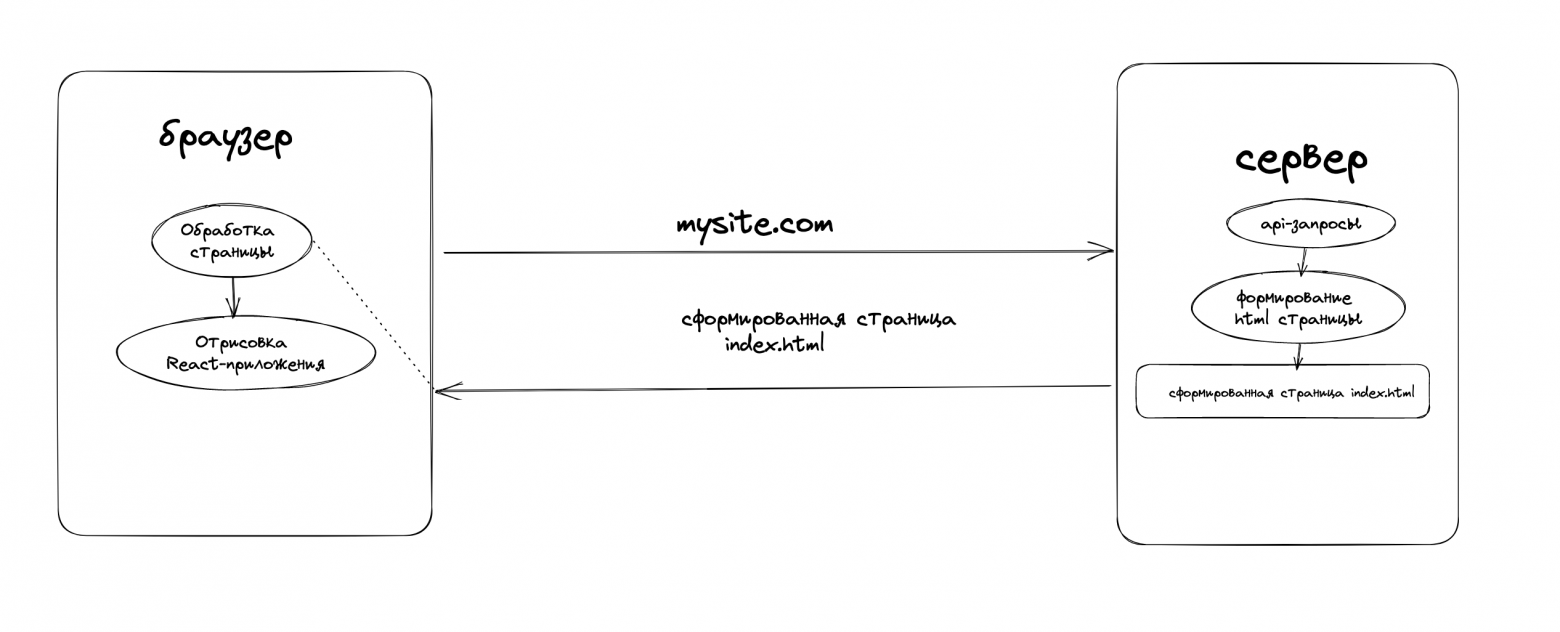 браузер
Обработка
страницы
Отрисовка
React-приложения
mysite.com
сформированная страница
index.html
сервер
api-запросы
формирование
html страницы
сформированная страница index.html